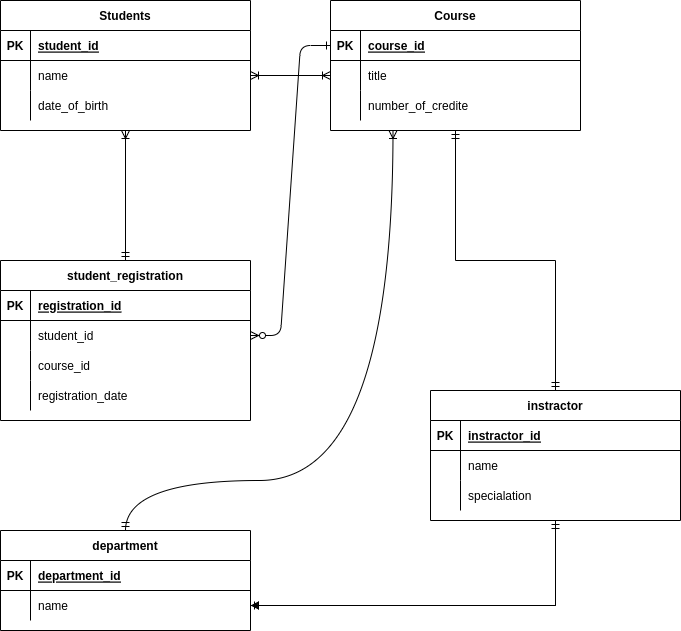 Students
PK student_id
name
date_of_birth
Course
PK course_id
title
number_of_credite
student_registration
PK registration_id
student_id
course_id
registration_date
instractor
PK instractor_id
name
specialation
department
PK department_id
name